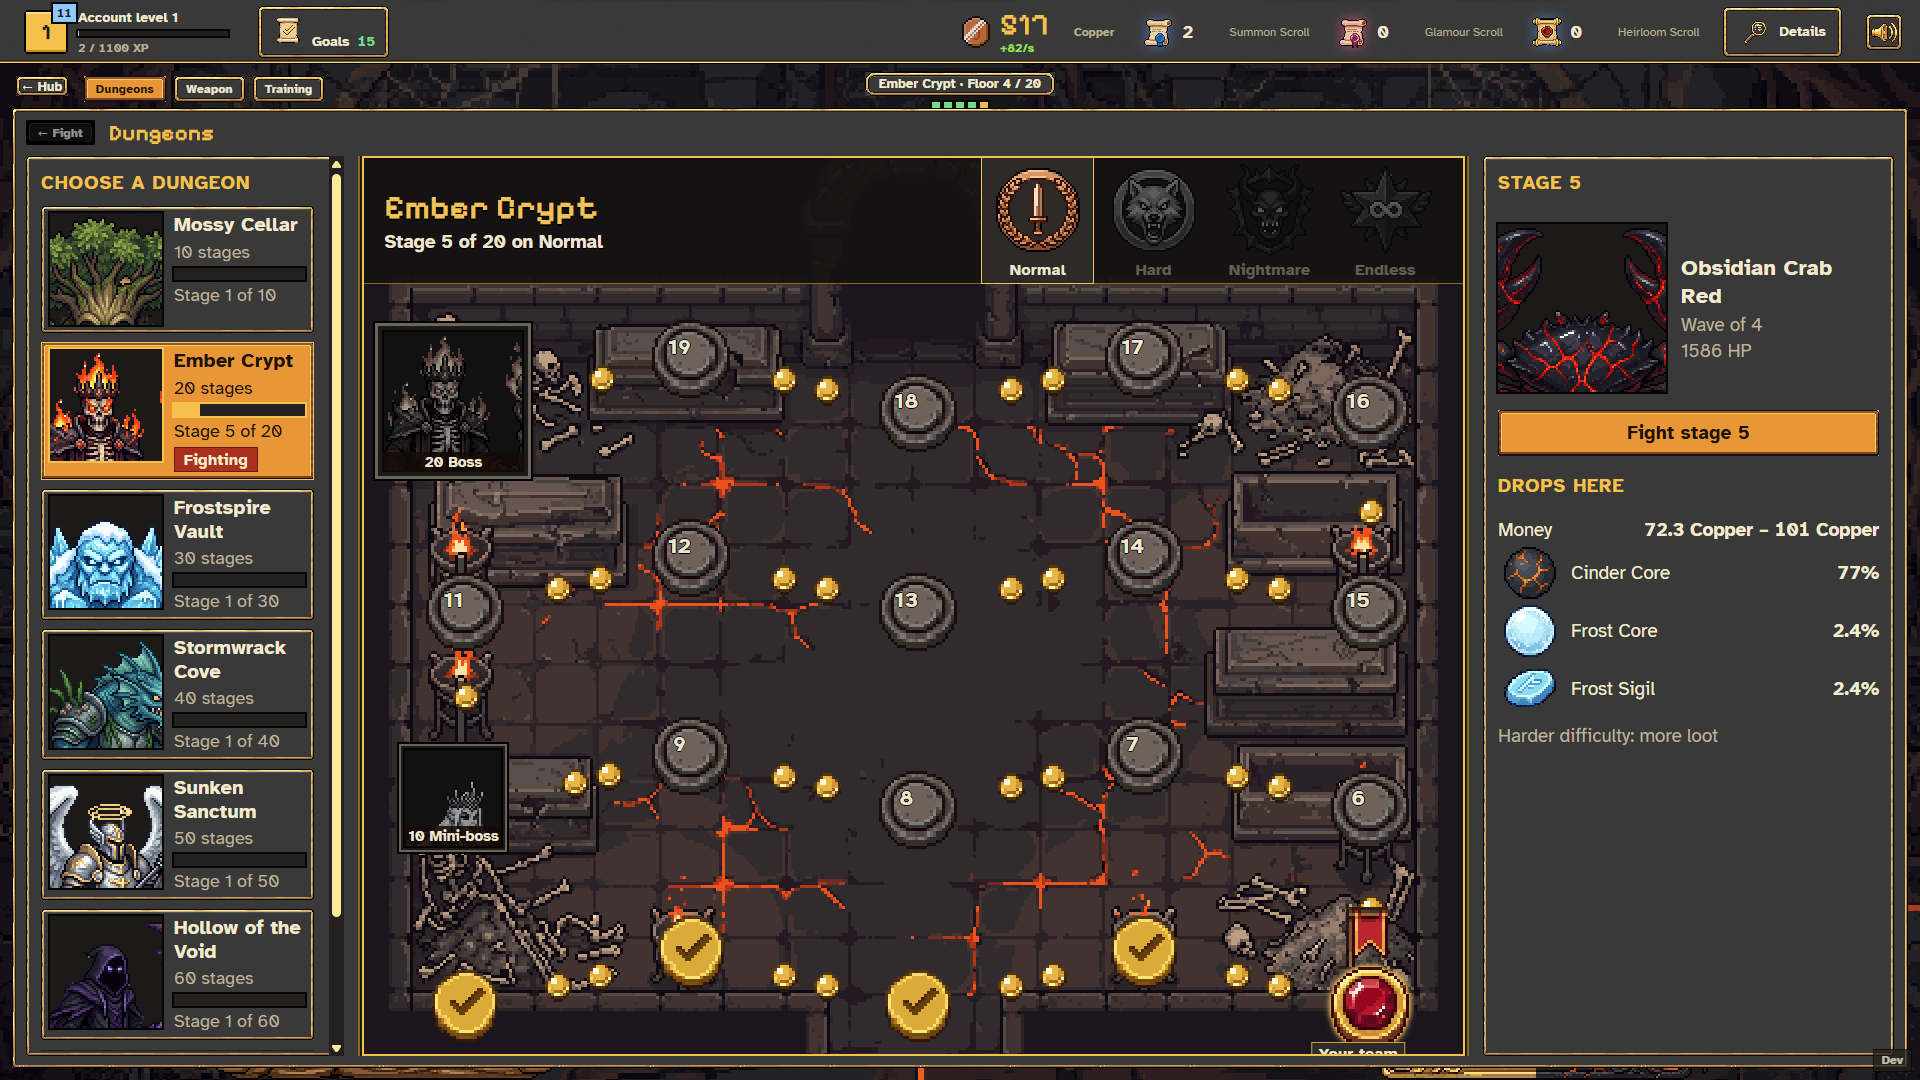 1
11
Account level 1
2 / 1100 XP
Goals 15
517
+82/s
Copper
2
Summon Scroll
0
Glamour Scroll
0
Heirloom Scroll
Details
← Hub
Dungeons
Weapon
Training
Ember Crypt · Floor 4 / 20
← Fight
Dungeons
CHOOSE A DUNGEON
Mossy Cellar
10 stages
Stage 1 of 10
Ember Crypt
20 stages
Stage 5 of 20
Fighting
Frostspire
Vault
30 stages
Stage 1 of 30
Stormwrack
Cove
40 stages
Stage 1 of 40
Sunken
Sanctum
50 stages
Stage 1 of 50
Hollow of the
Void
60 stages
Stage 1 of 60
Ember Crypt
Stage 5 of 20 on Normal
Normal
Hard
Nightmare
Endless
19
17
18
16
20 Boss
12
14
11
13
15
9
7
8
6
10 Mini-boss
Your team
STAGE 5
Obsidian Crab
Red
Wave of 4
1586 HP
Fight stage 5
DROPS HERE
Money 72.3 Copper – 101 Copper
Cinder Core 77%
Frost Core 2.4%
Frost Sigil 2.4%
Harder difficulty: more loot
Dev